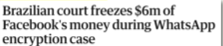 Brazilian court freezes $6m of
Facebook's money during WhatsApp
encryption case